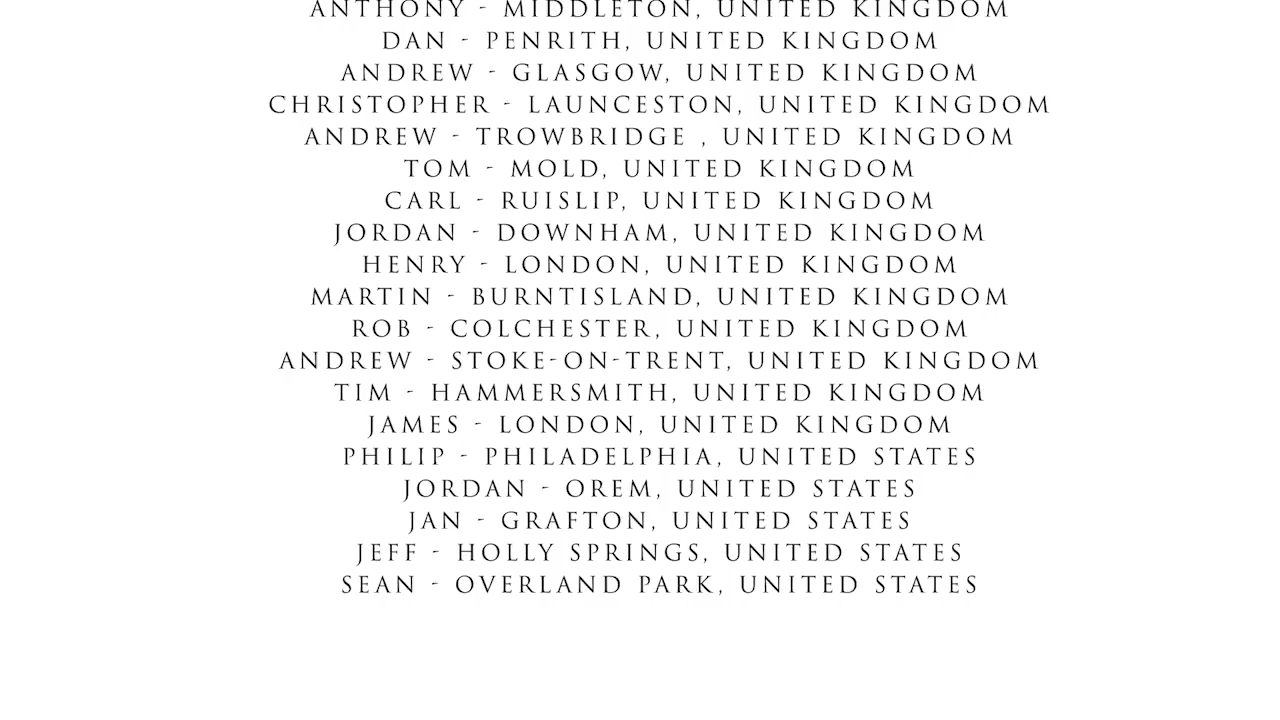 ANTHONY - MIDDLETON, UNITED KINGDOM
DAN - PENRITH, UNITED KINGDOM
ANDREW - GLASGOW, UNITED KINGDOM
CHRISTOPHER - LAUNCESTON, UNITED KINGDOM
ANDREW - TROWBRIDGE , UNITED KINGDOM
TOM - MOLD, UNITED KINGDOM
CARL - RUISLIP, UNITED KINGDOM
JORDAN - DOWNHAM, UNITED KINGDOM
HENRY - LONDON, UNITED KINGDOM
MARTIN - BURNTISLAND, UNITED KINGDOM
ROB - COLCHESTER, UNITED KINGDOM
ANDREW - STOKE-ON-TRENT, UNITED KINGDOM
TIM - HAMMERSMITH, UNITED KINGDOM
JAMES - LONDON, UNITED KINGDOM
PHILIP - PHILADELPHIA, UNITED STATES
JORDAN - OREM, UNITED STATES
JAN - GRAFTON, UNITED STATES
JEFF - HOLLY SPRINGS, UNITED STATES
SEAN - OVERLAND PARK, UNITED STATES